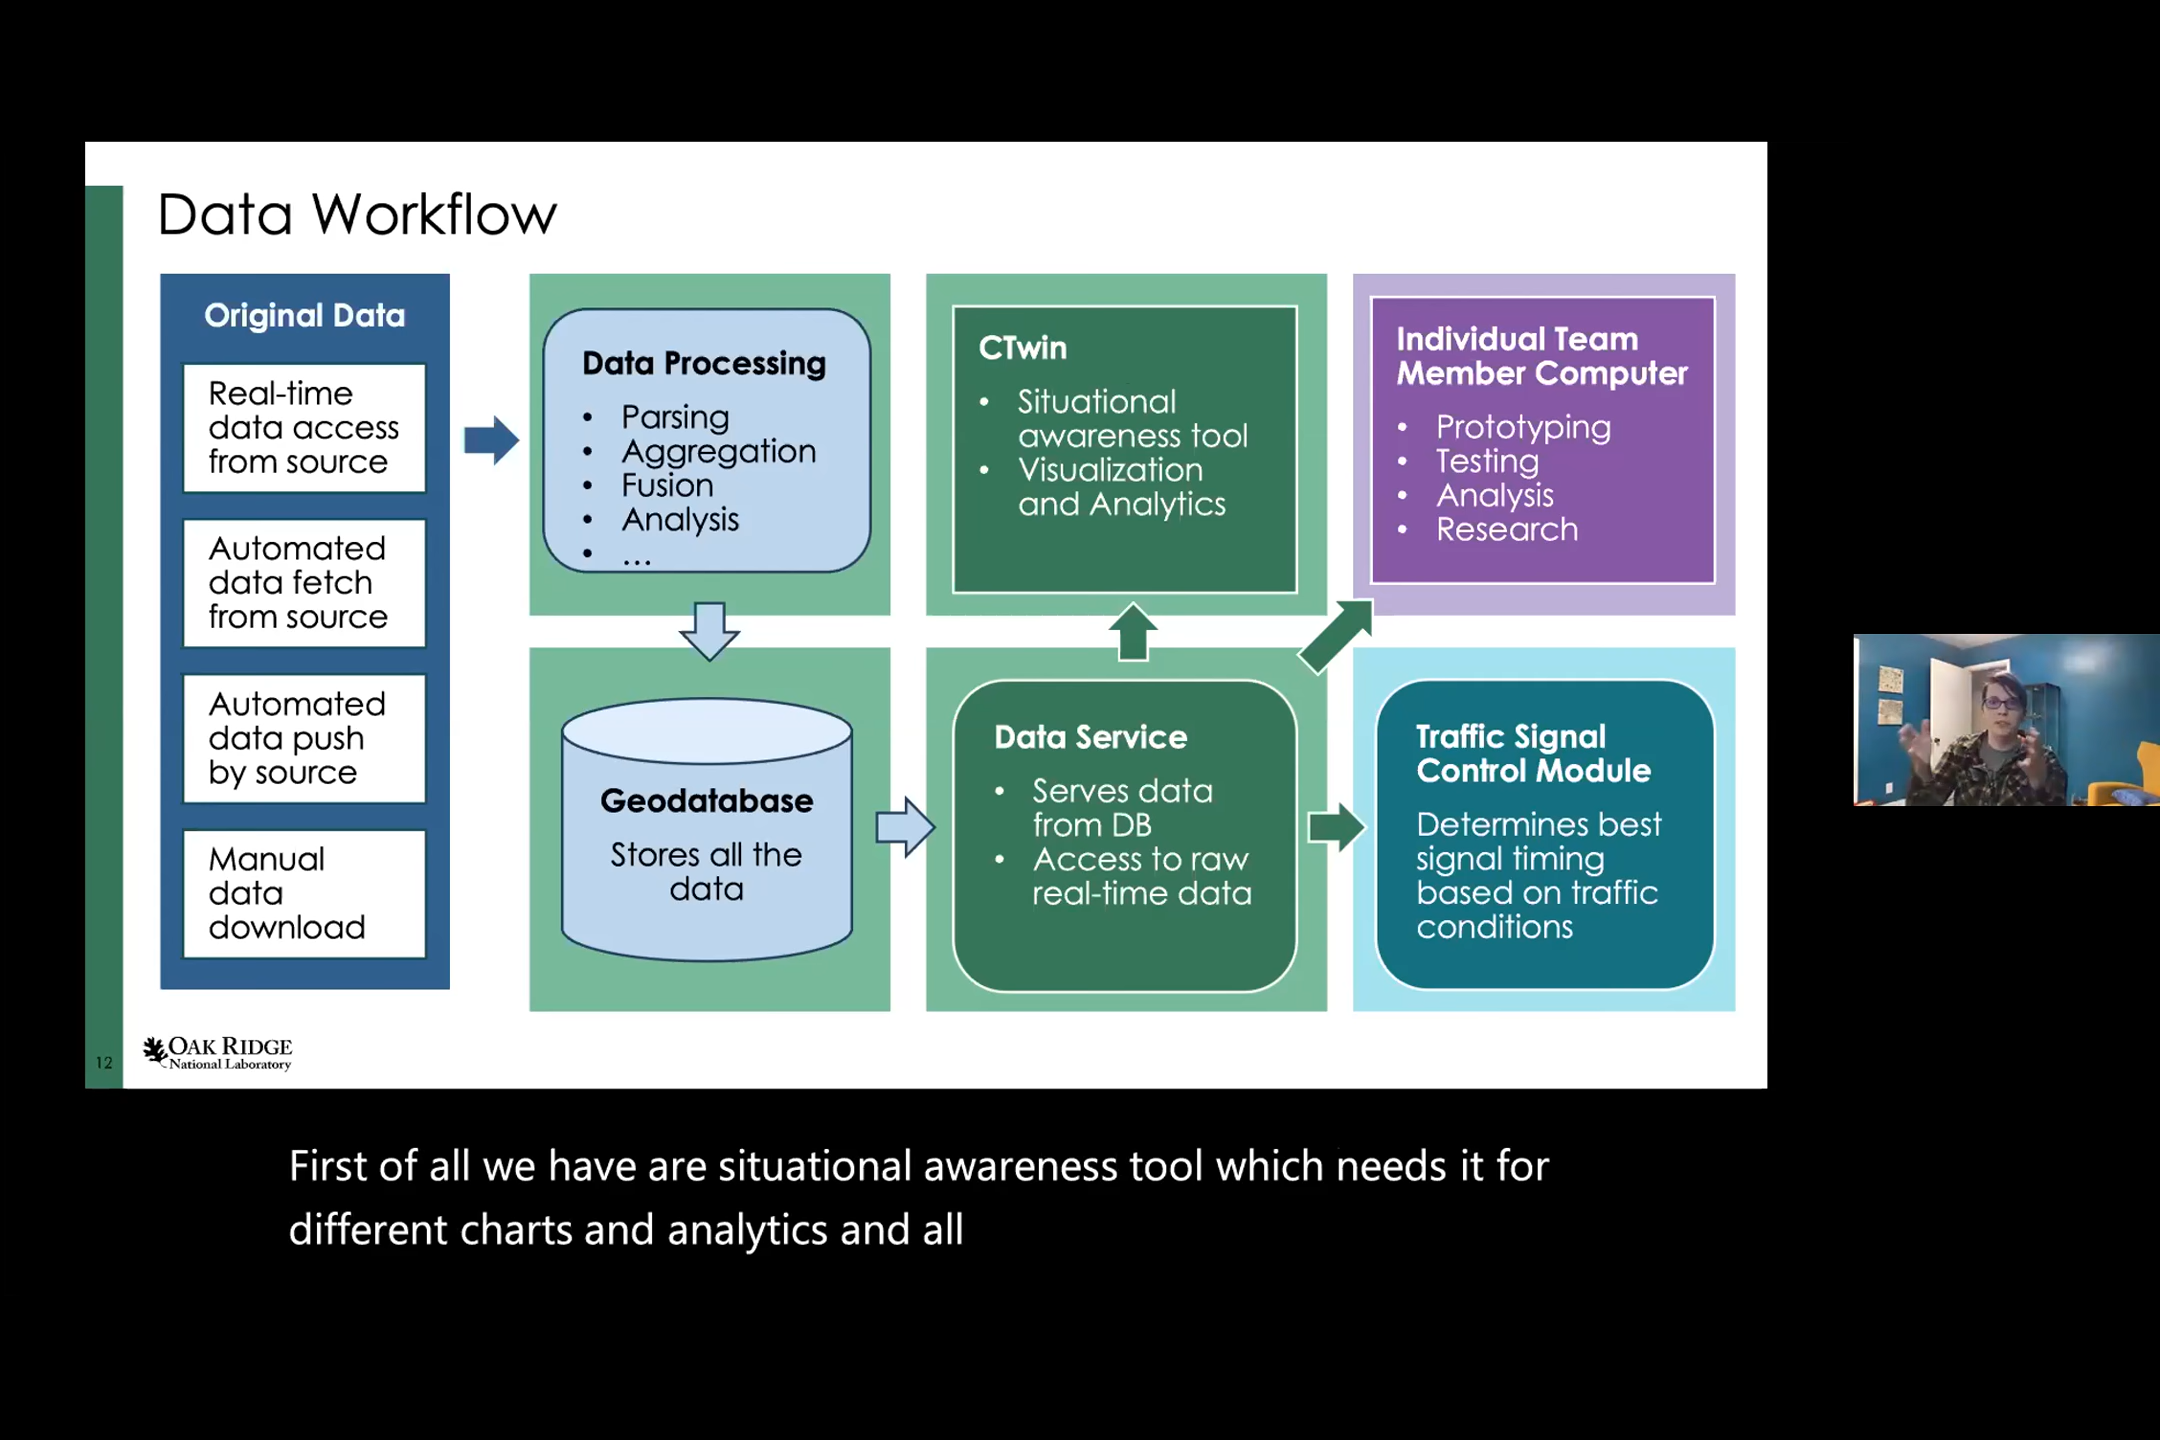 Data Workflow
Original Data
Real-time
data access
from source
Automated
data fetch
from source
Automated
data push
by source
Manual
data
download
Data Processing
• Parsing
• Aggregation
• Fusion
• Analysis
• ...
Geodatabase
Stores all the
data
CTwin
• Situational
awareness tool
• Visualization
and Analytics
Data Service
• Serves data
from DB
• Access to raw
real-time data
Individual Team
Member Computer
• Prototyping
• Testing
• Analysis
• Research
Traffic Signal
Control Module
Determines best
signal timing
based on traffic
conditions
12
OAK RIDGE
National Laboratory
First of all we have are situational awareness tool which needs it for
different charts and analytics and all